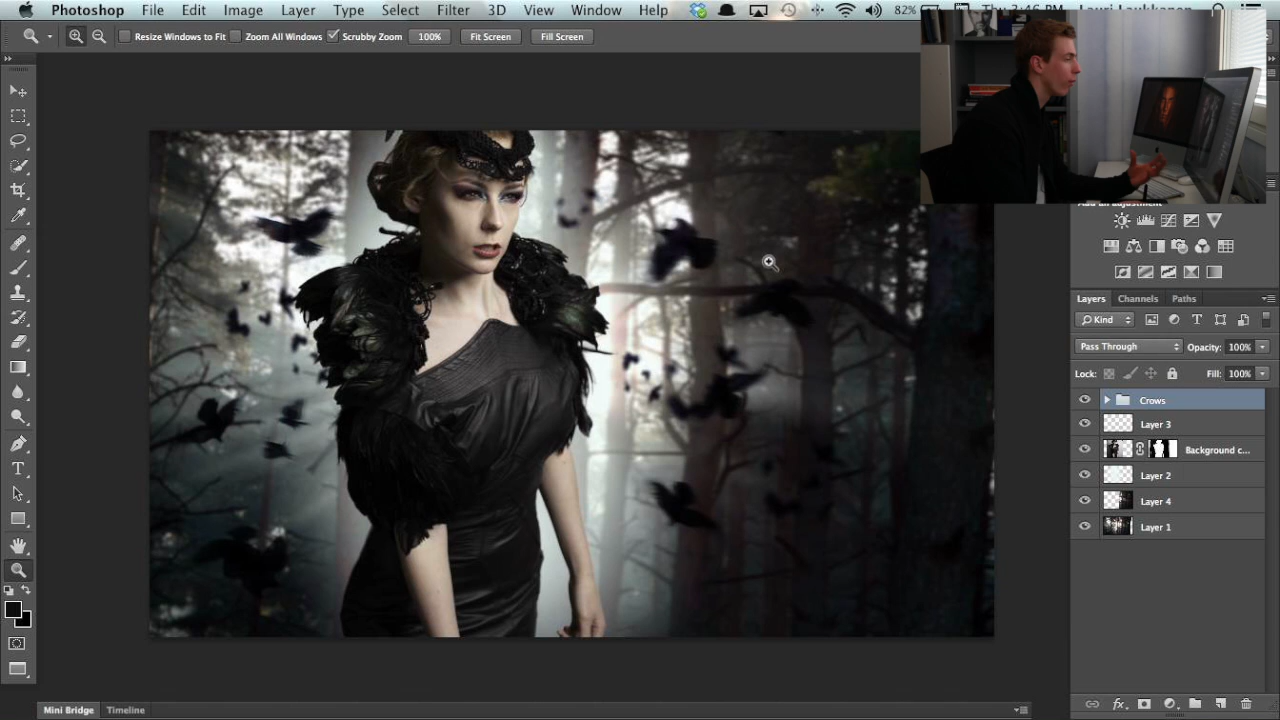 Photoshop File Edit Image Layer Type Select Filter 3D View Window Help 82% Thu 3:46 PM Lauri Laukkanen
Resize Windows to Fit Zoom All Windows Scrubby Zoom 100% Fit Screen Fill Screen
Add an adjustment
Layers Channels Paths
Kind
Pass Through Opacity: 100%
Lock: Fill: 100%
Crows
Layer 3
Background c...
Layer 2
Layer 4
Layer 1
Mini Bridge Timeline